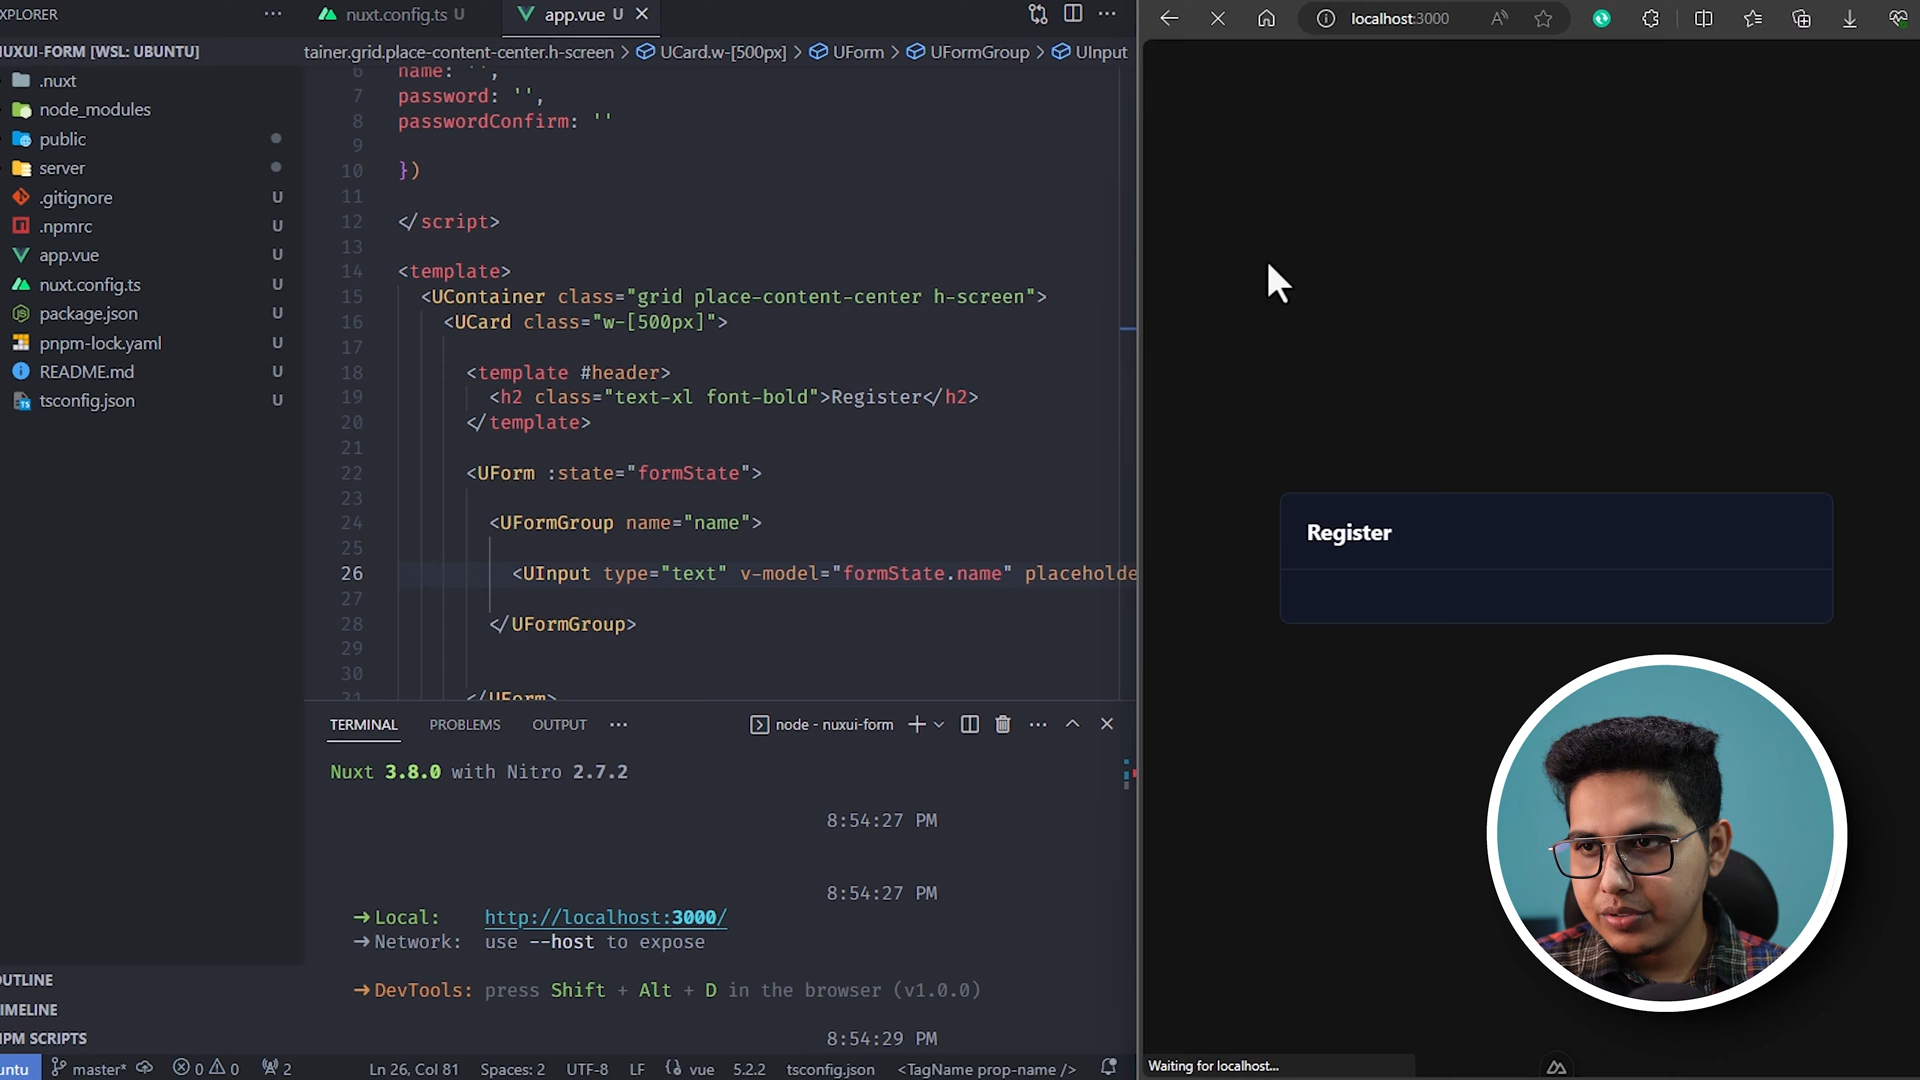 XPLORER
nuxt.config.ts U
app.vue U
localhost:3000
UXUI-FORM [WSL: UBUNTU]
tainer.grid.place-content-center.h-screen > UCard.w-[500px] > UForm > UFormGroup > UInput
.nuxt
node_modules
public
server
.gitignore U
.npmrc U
app.vue U
nuxt.config.ts U
package.json U
pnpm-lock.yaml U
README.md U
tsconfig.json U
6 name: '',
7 password: '',
8 passwordConfirm: ''
9
10 })
11
12 </script>
13
14 <template>
15 <UContainer class="grid place-content-center h-screen">
16 <UCard class="w-[500px]">
17
18 <template #header>
19 <h2 class="text-xl font-bold">Register</h2>
20 </template>
21
22 <UForm :state="formState">
23
24 <UFormGroup name="name">
25
26 <UInput type="text" v-model="formState.name" placeholde
27
28 </UFormGroup>
29
30
31 </UForm>
Register
TERMINAL PROBLEMS OUTPUT
node - nuxui-form
Nuxt 3.8.0 with Nitro 2.7.2
8:54:27 PM
8:54:27 PM
➜ Local: http://localhost:3000/
➜ Network: use --host to expose
➜ DevTools: press Shift + Alt + D in the browser (v1.0.0)
8:54:29 PM
OUTLINE
IMELINE
NPM SCRIPTS
untu master* 0 0 2 Ln 26, Col 81 Spaces: 2 UTF-8 LF vue 5.2.2 tsconfig.json <TagName prop-name />
Waiting for localhost...